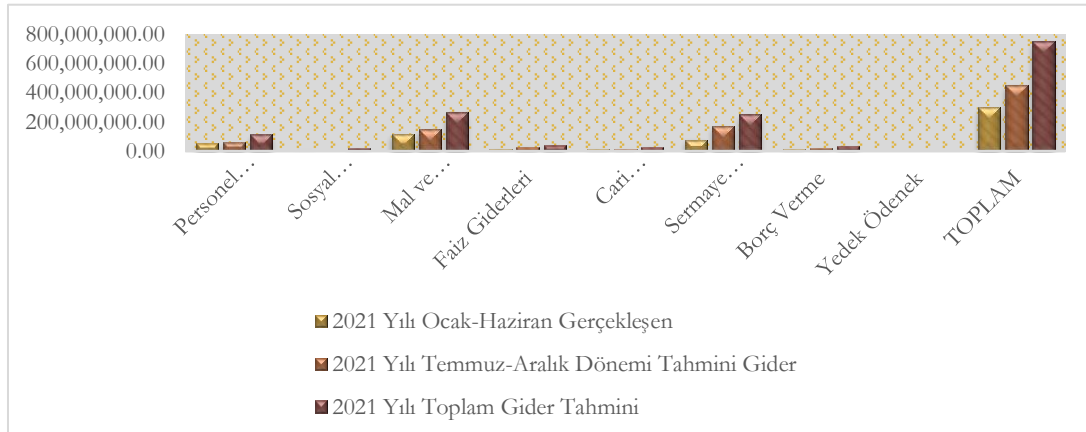 800,000,000.00
600,000,000.00
400,000,000.00
200,000,000.00
0.00
Personel…
Sosyal…
Mal ve…
Faiz Giderleri
Cari…
Sermaye…
Borç Verme
Yedek Ödenek
TOPLAM
2021 Yılı Ocak-Haziran Gerçekleşen
2021 Yılı Temmuz-Aralık Dönemi Tahmini Gider
2021 Yılı Toplam Gider Tahmini